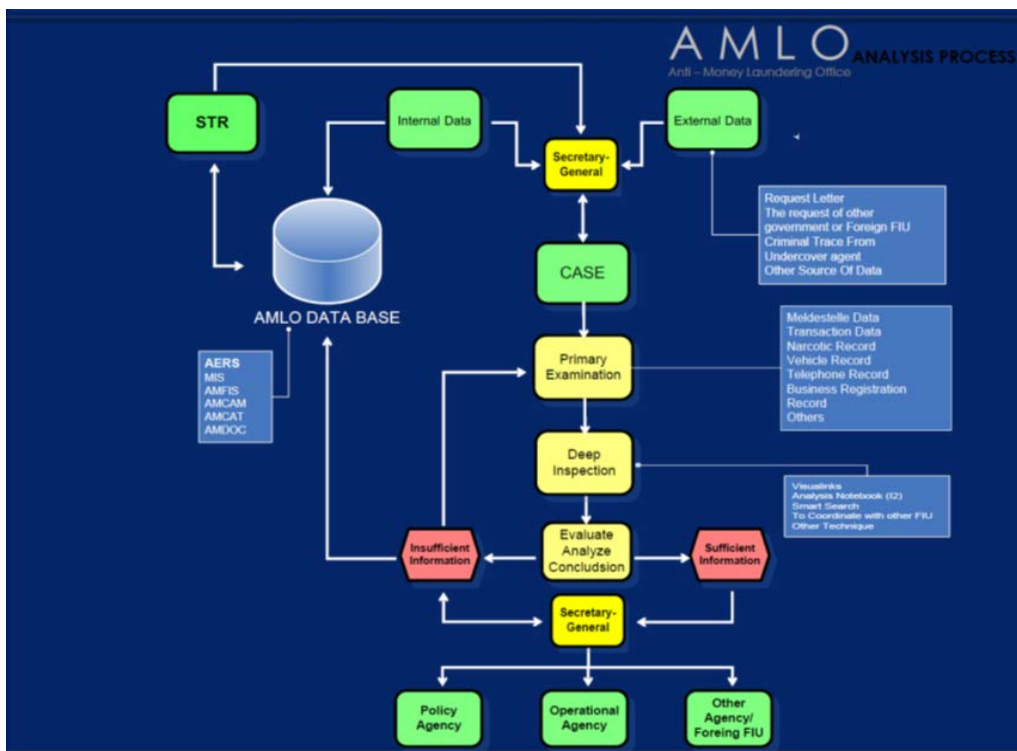 AMLO
ANALYSIS PROCESS
Anti – Money Laundering Office
STR
Internal Data
External Data
Secretary-
General
Request Letter
The request of other
government or Foreign FIU
Criminal Trace From
Undercover agent
Other Source Of Data
CASE
AMLO DATA BASE
AERS
MIS
AMFIS
AMCAM
AMCAT
AMDOC
Primary
Examination
Meldestelle Data
Transaction Data
Narcotic Record
Vehicle Record
Telephone Record
Business Registration
Record
Others
Deep
Inspection
Visualinks
Analysis Notebook (I2)
Smart Search
To Coordinate with other FIU
Other Technique
Insufficient
Information
Evaluate
Analyze
Concludsion
Sufficient
Information
Secretary-
General
Policy
Agency
Operational
Agency
Other
Agency/
Foreing FIU